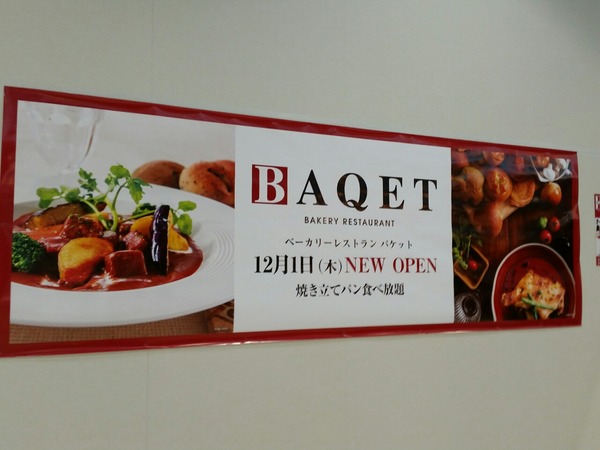 BAQET
BAKERY RESTAURANT
ベーカリーレストラン バケット
12月1日(木) NEW OPEN
焼き立てパン食べ放題